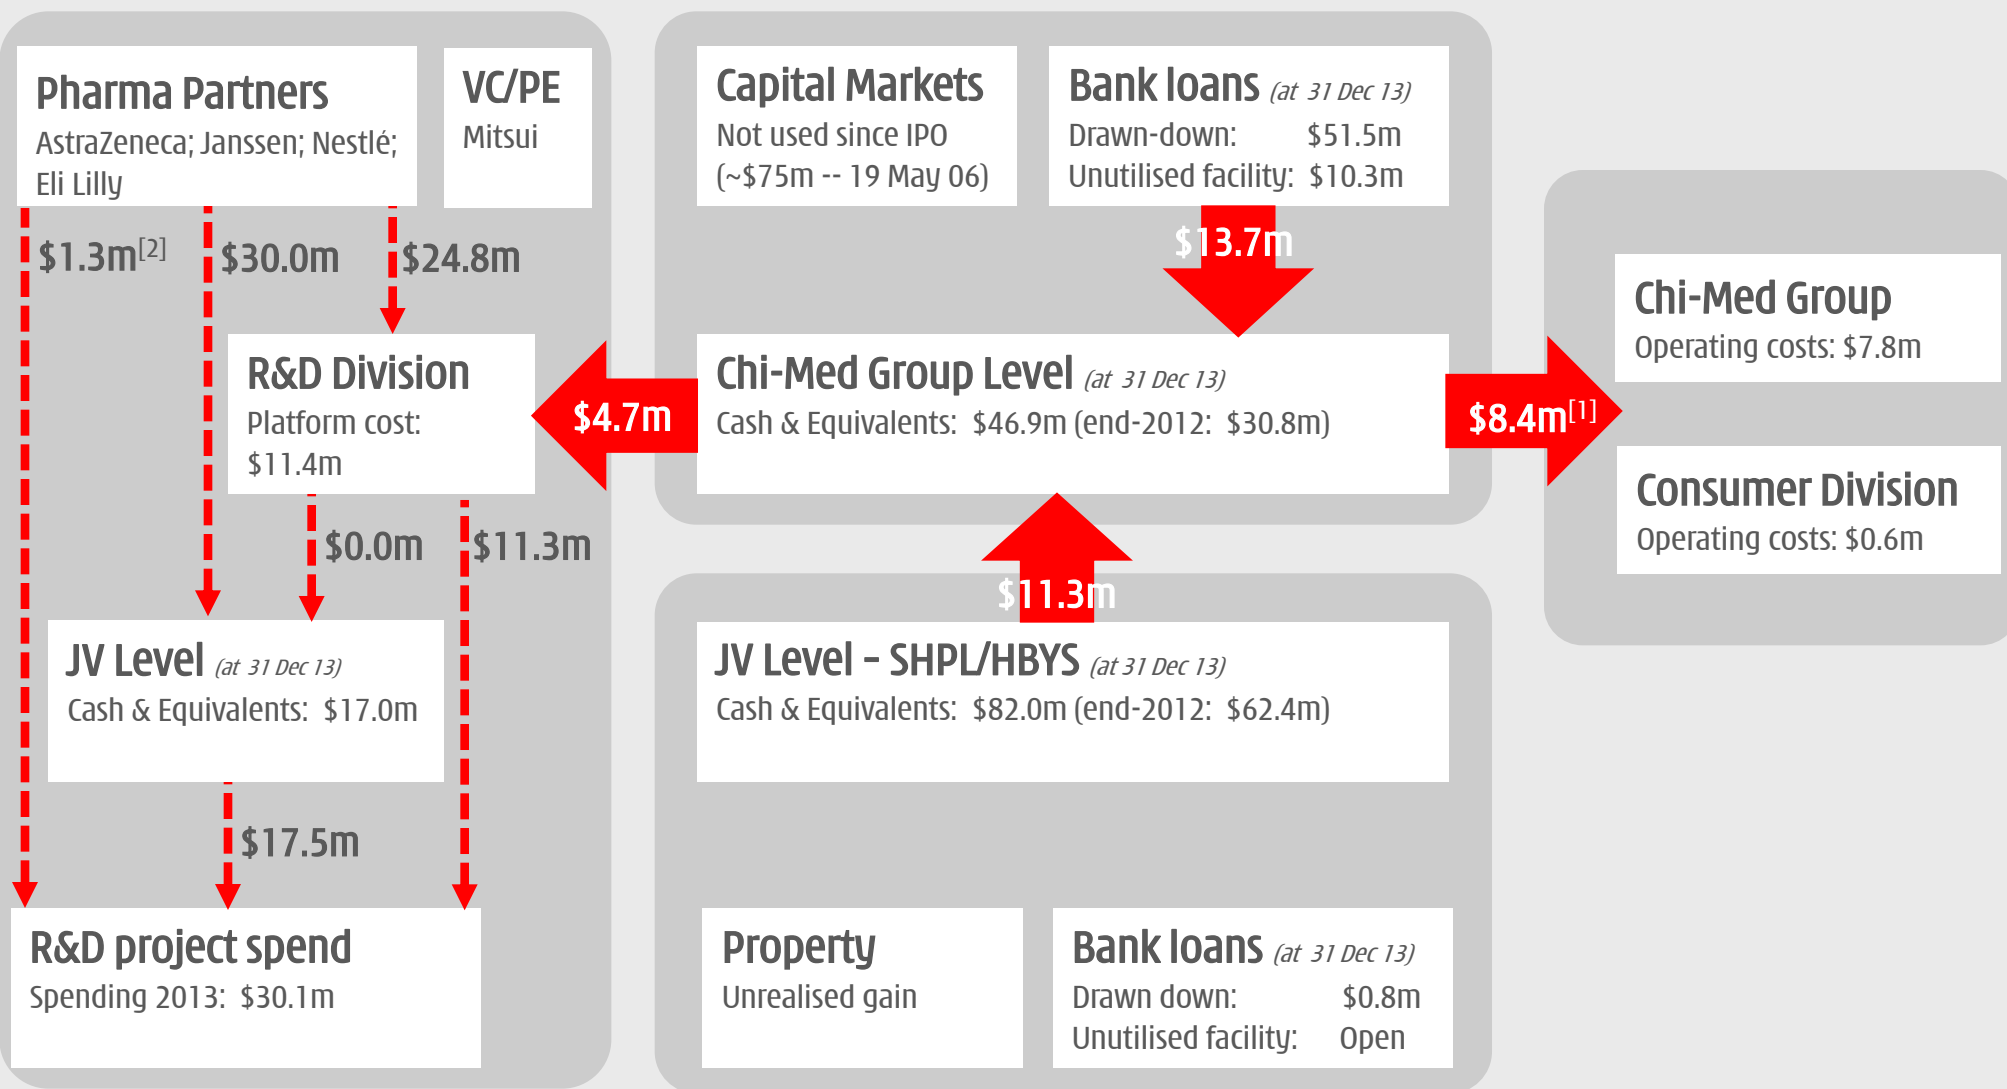 Pharma Partners
AstraZeneca; Janssen; Nestlé;
Eli Lilly
VC/PE
Mitsui
$1.3m[2]
$30.0m
$24.8m
R&D Division
Platform cost:
$11.4m
$0.0m
$11.3m
JV Level (at 31 Dec 13)
Cash & Equivalents: $17.0m
$17.5m
R&D project spend
Spending 2013: $30.1m
Capital Markets
Not used since IPO
(~$75m -- 19 May 06)
Bank loans (at 31 Dec 13)
Drawn-down: $51.5m
Unutilised facility: $10.3m
$13.7m
$4.7m
Chi-Med Group Level (at 31 Dec 13)
Cash & Equivalents: $46.9m (end-2012: $30.8m)
$8.4m[1]
$11.3m
JV Level – SHPL/HBYS (at 31 Dec 13)
Cash & Equivalents: $82.0m (end-2012: $62.4m)
Property
Unrealised gain
Bank loans (at 31 Dec 13)
Drawn down: $0.8m
Unutilised facility: Open
Chi-Med Group
Operating costs: $7.8m
Consumer Division
Operating costs: $0.6m